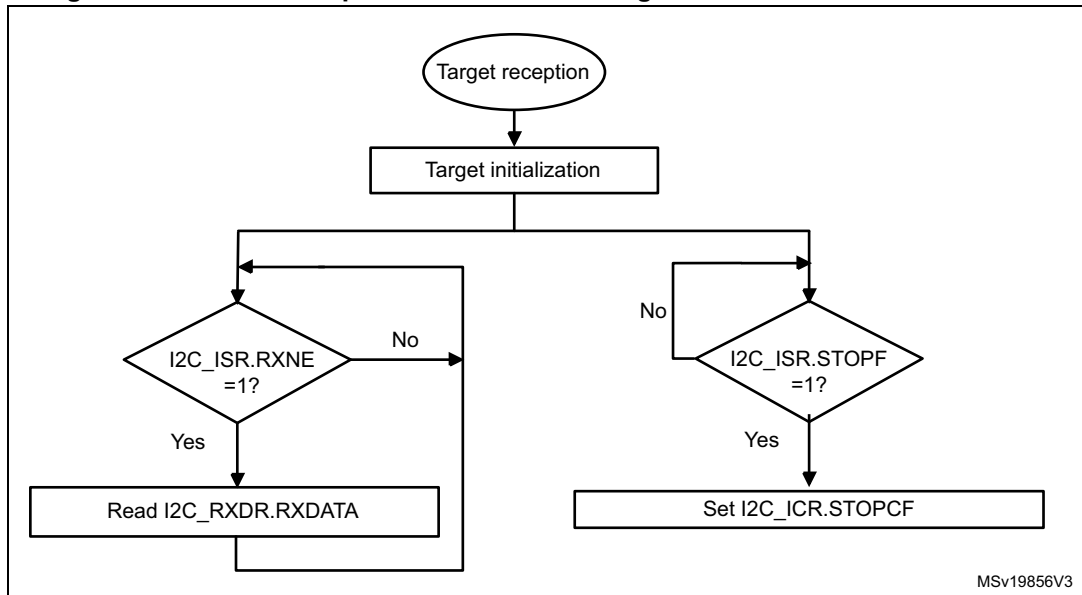 Target reception
Target initialization
No
No
I2C_ISR.RXNE
=1?
I2C_ISR.STOPF
=1?
Yes
Yes
Read I2C_RXDR.RXDATA
Set I2C_ICR.STOPCF
MSv19856V3